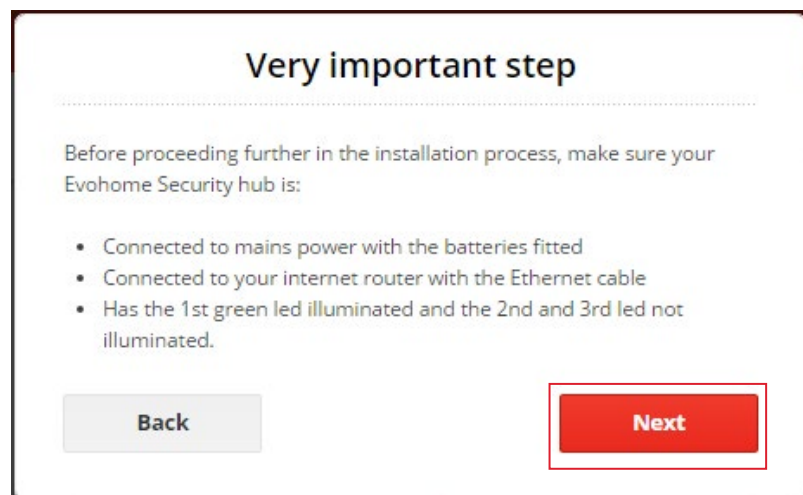 Very important step
Before proceeding further in the installation process, make sure your
Evohome Security hub is:
• Connected to mains power with the batteries fitted
• Connected to your internet router with the Ethernet cable
• Has the 1st green led illuminated and the 2nd and 3rd led not
illuminated.
Back
Next